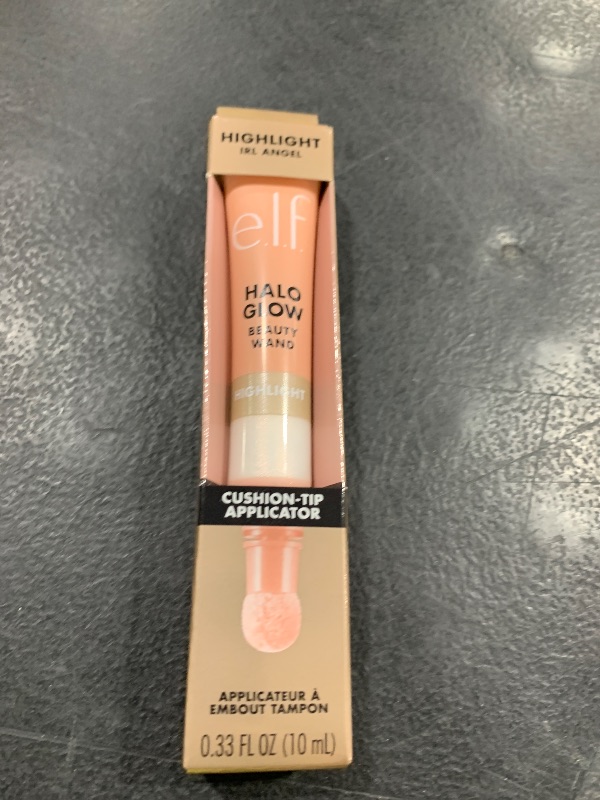 HIGHLIGHT
IRL ANGEL
e.l.f.
HALO
GLOW
BEAUTY
WAND
HIGHLIGHT
CUSHION-TIP
APPLICATOR
APPLICATEUR À
EMBOUT TAMPON
0.33 FL OZ (10 mL)